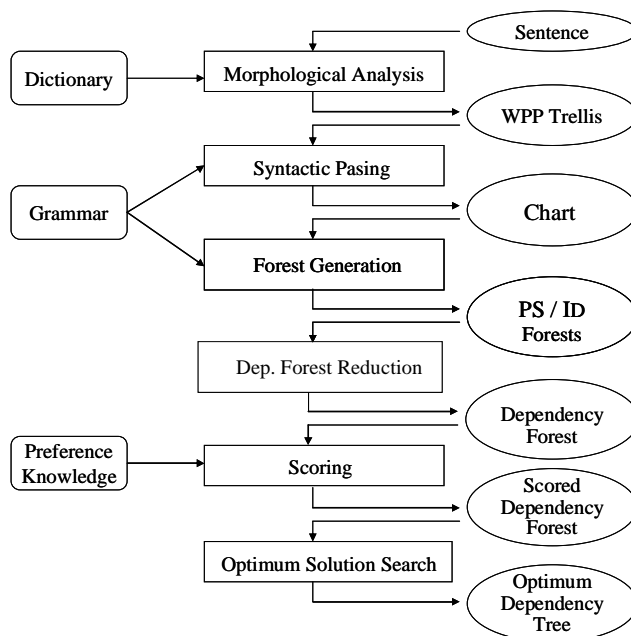 Sentence
Dictionary
Morphological Analysis
WPP Trellis
Syntactic Pasing
Grammar
Chart
Forest Generation
PS / ID
Forests
Dep. Forest Reduction
Dependency
Forest
Preference
Knowledge
Scoring
Scored
Dependency
Forest
Optimum Solution Search
Optimum
Dependency
Tree